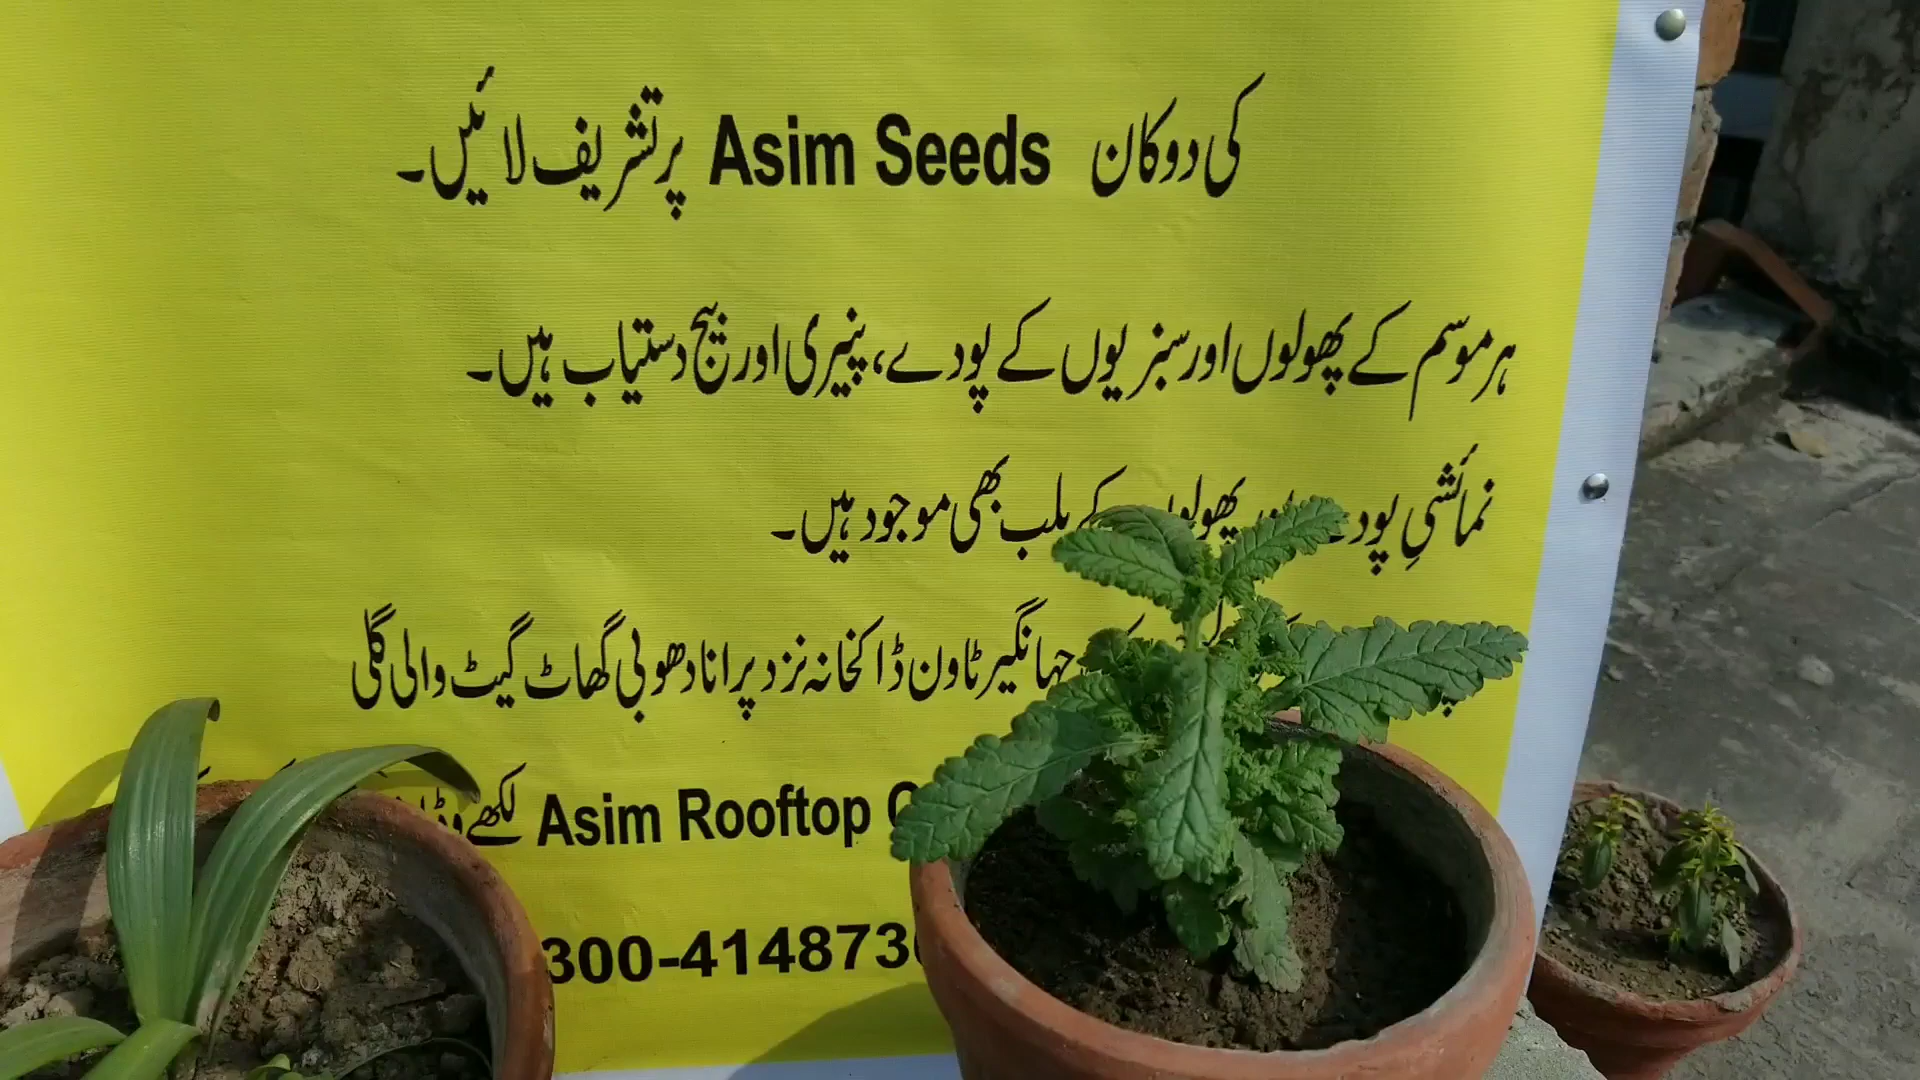 کی دوکان Asim Seeds پر تشریف لائیں۔
ہر موسم کے پھولوں اور سبزیوں کے پودے، پنیری اور بیج دستیاب ہیں۔
نمائشی پودے پھولوں کے بلب بھی موجود ہیں۔
جہانگیر ٹاون ڈاکخانہ نزد پرانا دھوبی گھاٹ گیٹ والی گلی
Asim Rooftop لکھے
300-414873